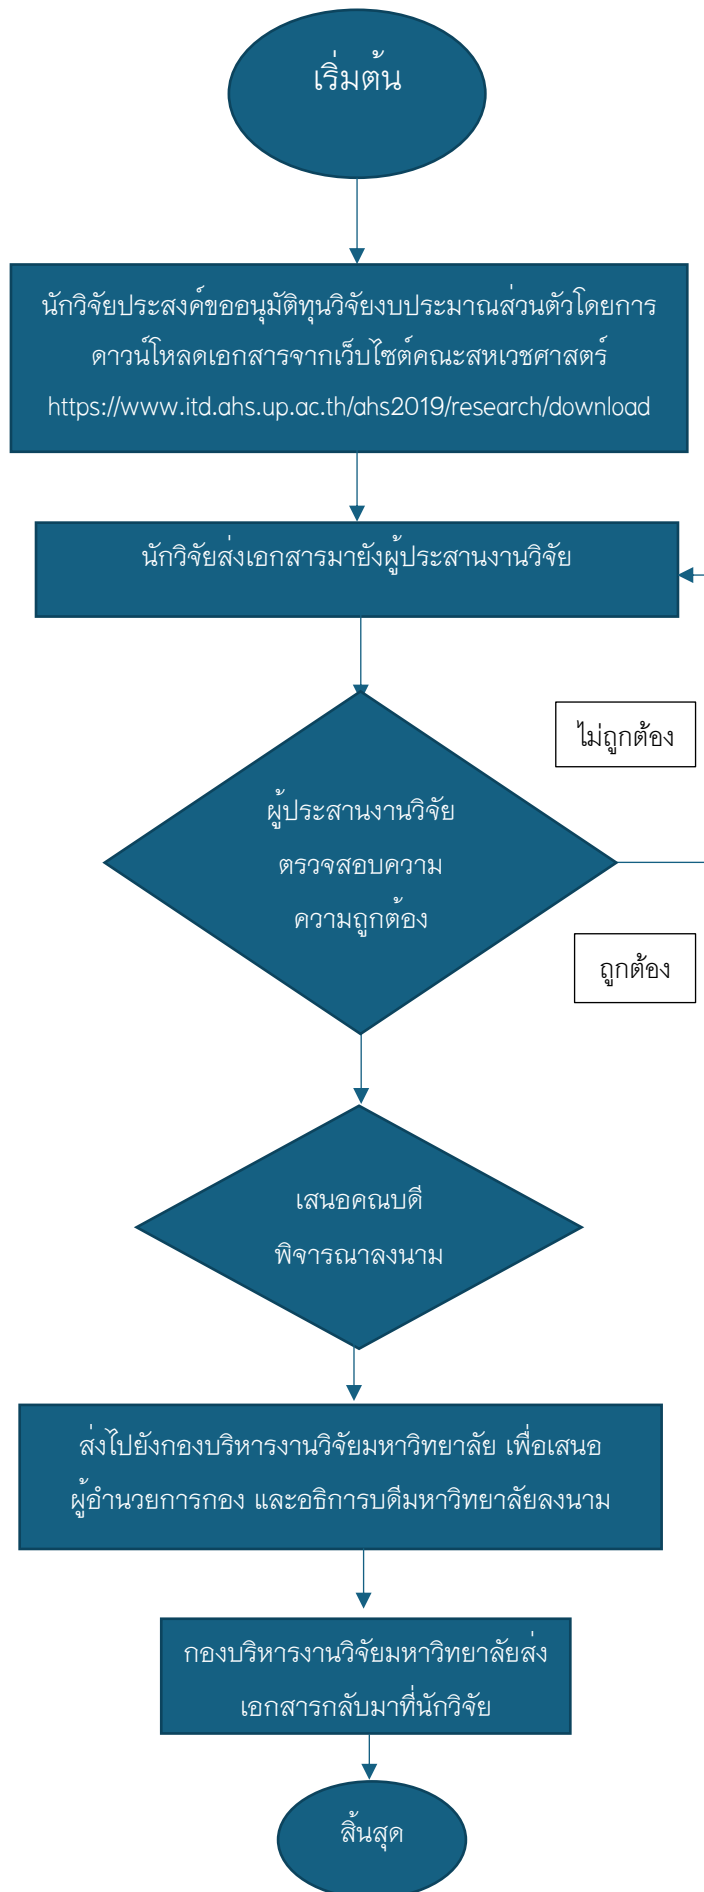 เริ่มต้น
นักวิจัยประสงค์ขออนุมัติทุนวิจัยงบประมาณส่วนตัวโดยการ
ดาวน์โหลดเอกสารจากเว็บไซต์คณะสหเวชศาสตร์
https://www.itd.ahs.up.ac.th/ahs2019/research/download
นักวิจัยส่งเอกสารมายังผู้ประสานงานวิจัย
ไม่ถูกต้อง
ผู้ประสานงานวิจัย
ตรวจสอบความ
ความถูกต้อง
ถูกต้อง
เสนอคณบดี
พิจารณาลงนาม
ส่งไปยังกองบริหารงานวิจัยมหาวิทยาลัย เพื่อเสนอ
ผู้อำนวยการกอง และอธิการบดีมหาวิทยาลัยลงนาม
กองบริหารงานวิจัยมหาวิทยาลัยส่ง
เอกสารกลับมาที่นักวิจัย
สิ้นสุด